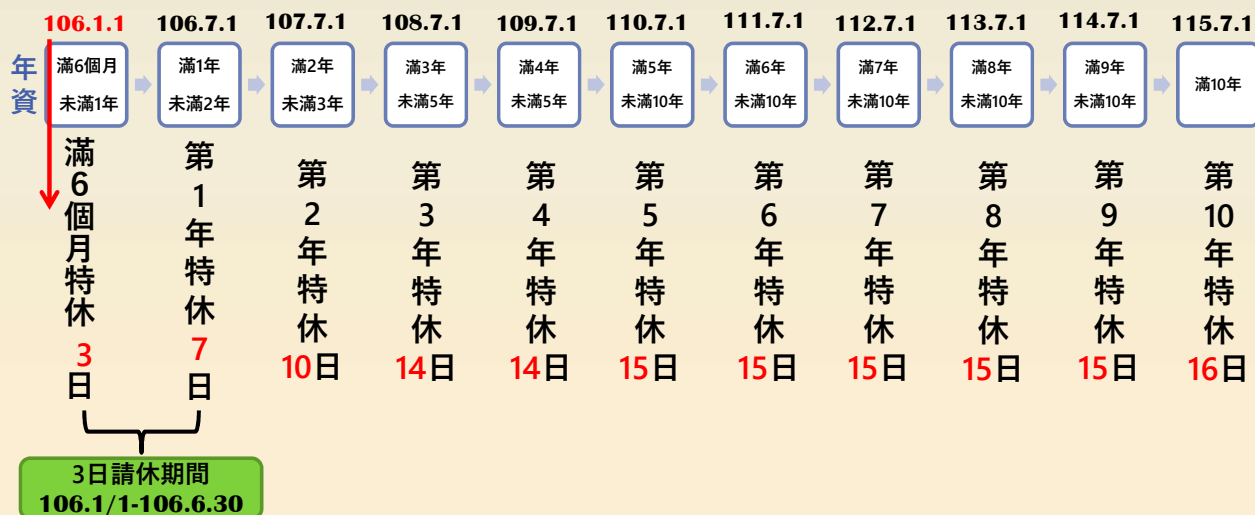 106.1.1 106.7.1 107.7.1 108.7.1 109.7.1 110.7.1 111.7.1 112.7.1 113.7.1 114.7.1 115.7.1
年資
滿6個月
未滿1年
滿1年
未滿2年
滿2年
未滿3年
滿3年
未滿5年
滿4年
未滿5年
滿5年
未滿10年
滿6年
未滿10年
滿7年
未滿10年
滿8年
未滿10年
滿9年
未滿10年
滿10年
滿6個月特休3日
第1年特休7日
第2年特休10日
第3年特休14日
第4年特休14日
第5年特休15日
第6年特休15日
第7年特休15日
第8年特休15日
第9年特休15日
第10年特休16日
3日請休期間
106.1/1-106.6.30